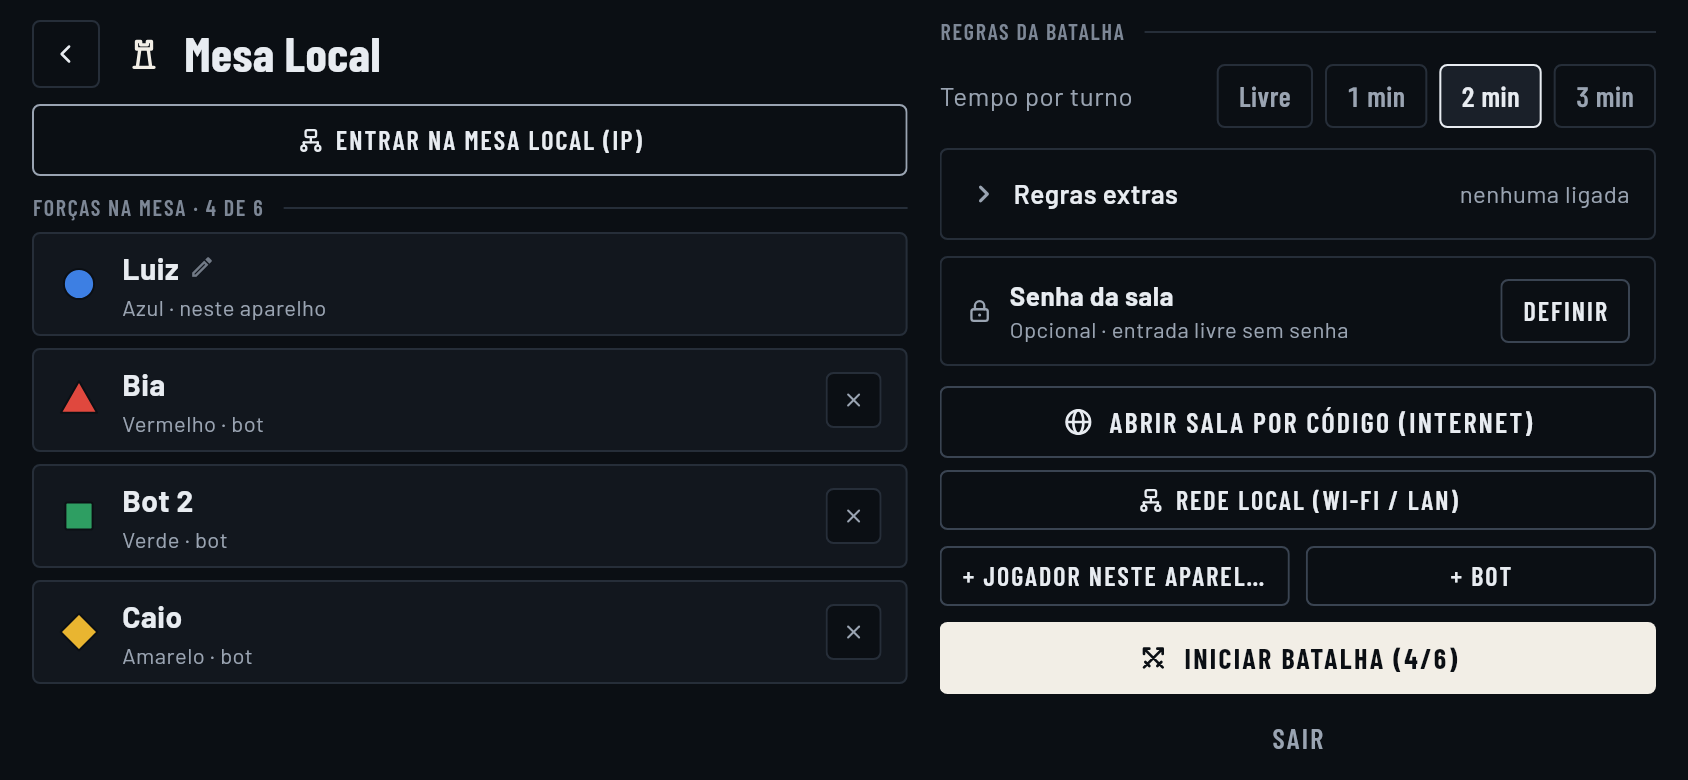 Mesa Local
ENTRAR NA MESA LOCAL (IP)
FORÇAS NA MESA · 4 DE 6
Luiz
Azul · neste aparelho
Bia
Vermelho · bot
Bot 2
Verde · bot
Caio
Amarelo · bot
REGRAS DA BATALHA
Tempo por turno
Livre
1 min
2 min
3 min
Regras extras
nenhuma ligada
Senha da sala
Opcional · entrada livre sem senha
DEFINIR
ABRIR SALA POR CÓDIGO (INTERNET)
REDE LOCAL (WI-FI / LAN)
+ JOGADOR NESTE APAREL...
+ BOT
INICIAR BATALHA (4/6)
SAIR